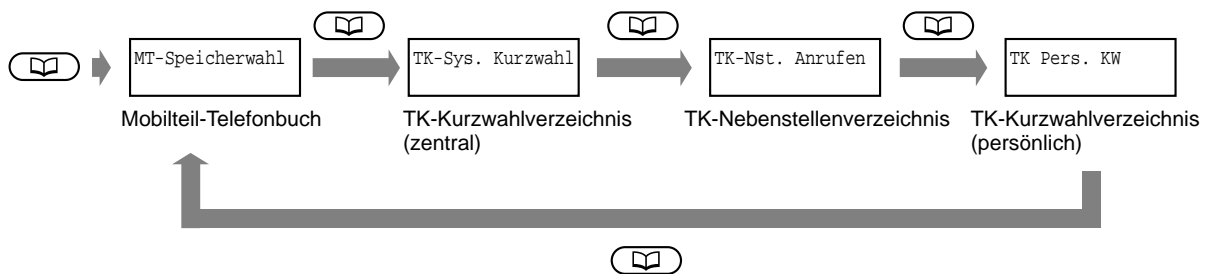 MT-Speicherwahl
TK-Sys. Kurzwahl
TK-Nst. Anrufen
TK Pers. KW
Mobilteil-Telefonbuch
TK-Kurzwahlverzeichnis
(zentral)
TK-Nebenstellenverzeichnis
TK-Kurzwahlverzeichnis
(persönlich)